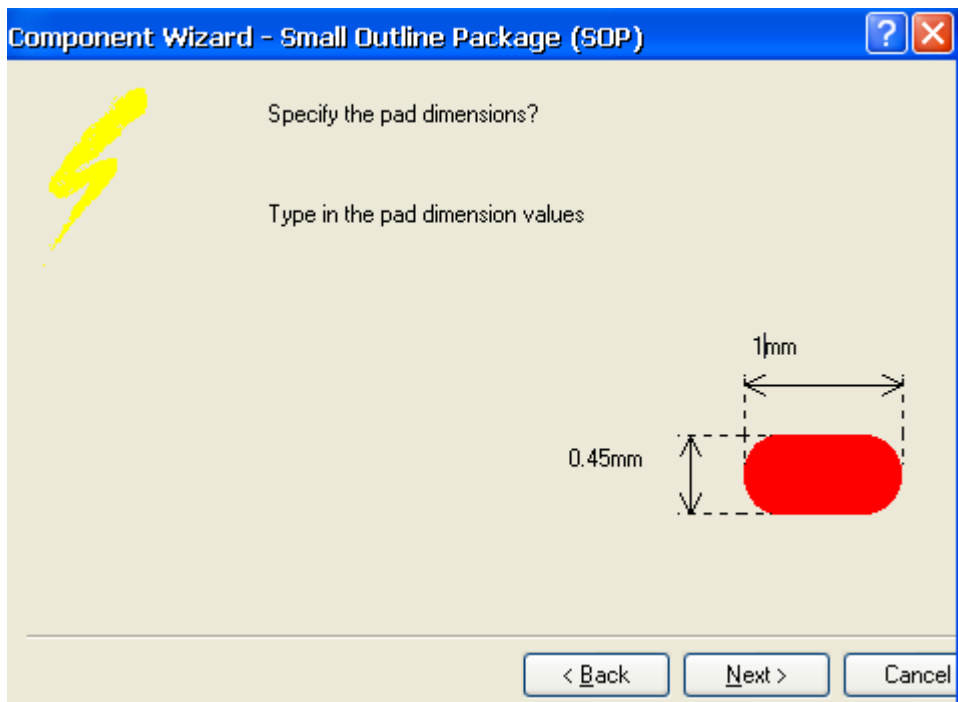 Component Wizard - Small Outline Package (SOP)
Specify the pad dimensions?
Type in the pad dimension values
1mm
0.45mm
< Back Next > Cancel